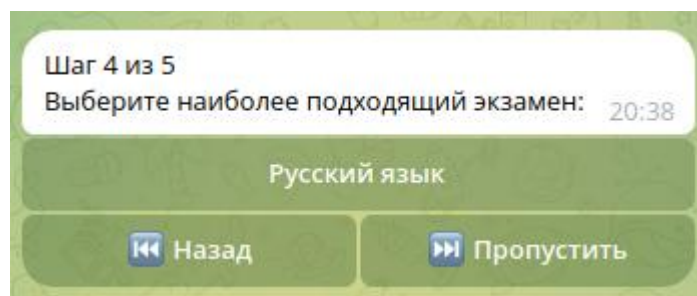 Шаг 4 из 5
Выберите наиболее подходящий экзамен:
20:38
Русский язык
⏮ Назад
⏭ Пропустить